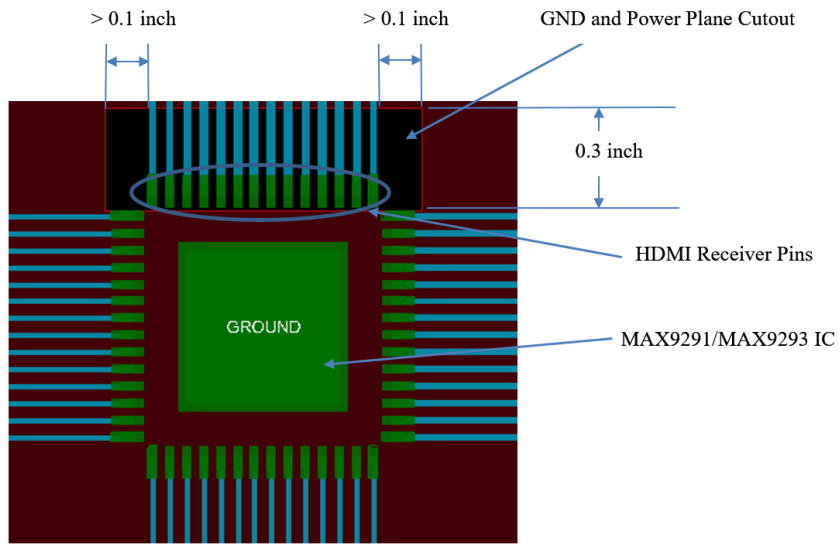 > 0.1 inch
> 0.1 inch
GND and Power Plane Cutout
0.3 inch
HDMI Receiver Pins
GROUND
MAX9291/MAX9293 IC